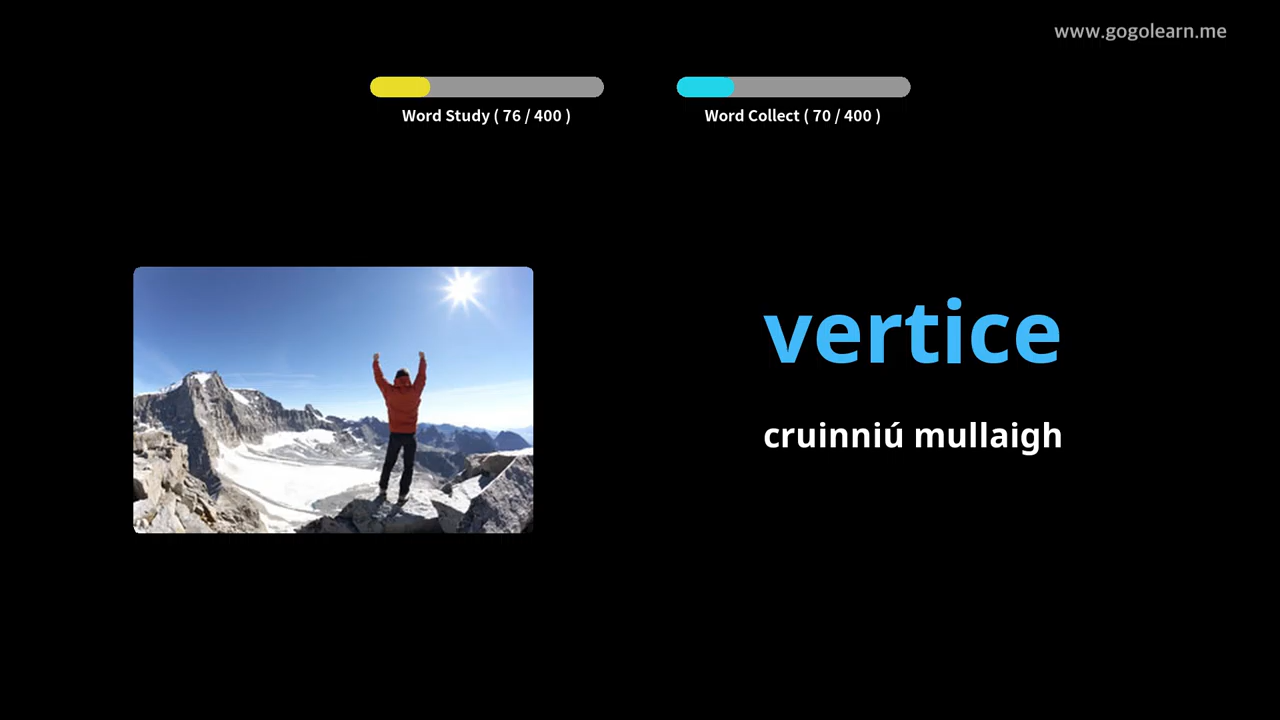 www.gogolearn.me
Word Study ( 76 / 400 )
Word Collect ( 70 / 400 )
vertice
cruinniú mullaigh